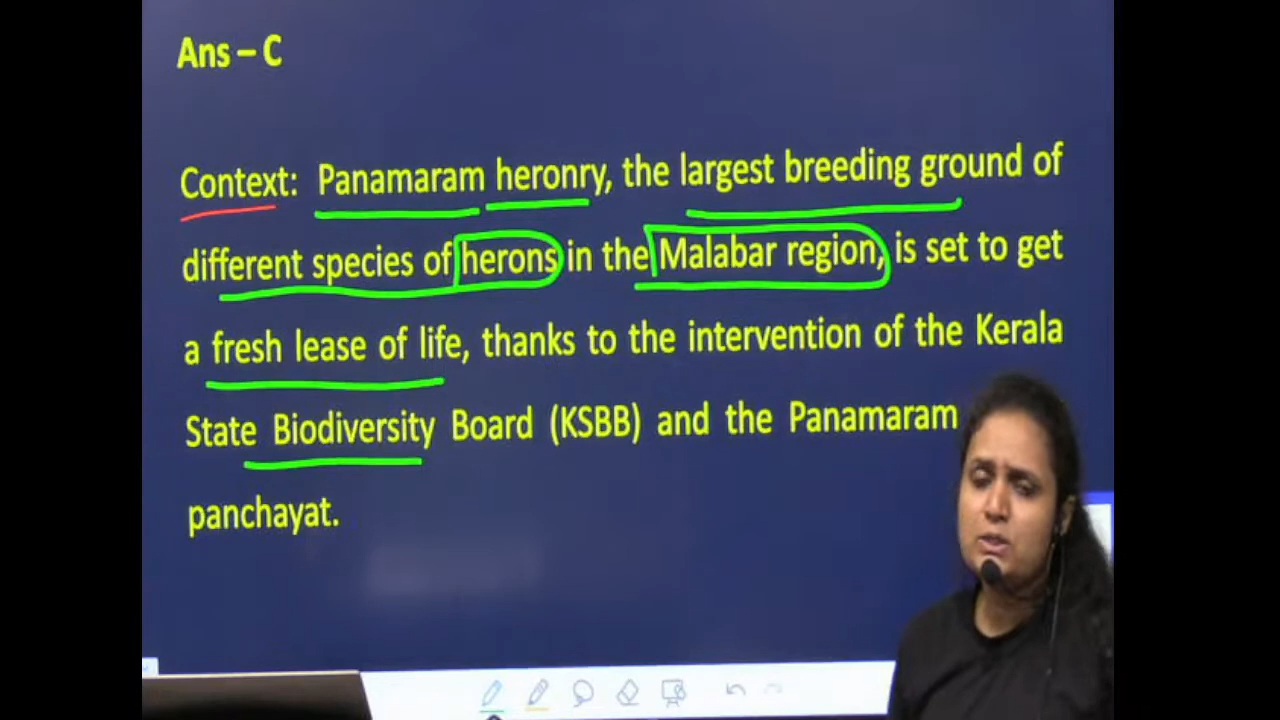 Ans – C
Context: Panamaram heronry, the largest breeding ground of
different species of herons in the Malabar region, is set to get
a fresh lease of life, thanks to the intervention of the Kerala
State Biodiversity Board (KSBB) and the Panamaram
panchayat.